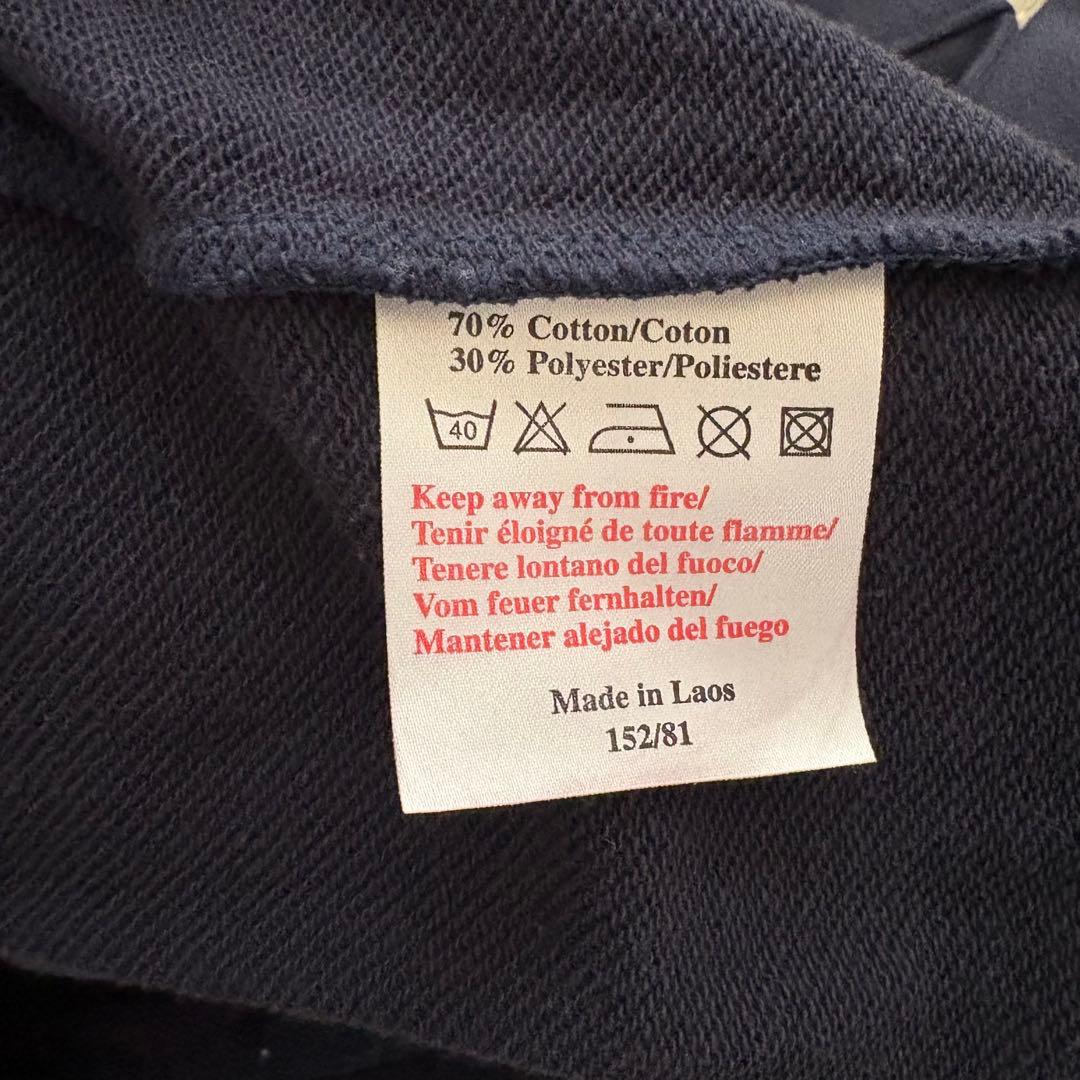 70% Cotton/Coton
30% Polyester/Poliestere
40
Keep away from fire/
Tenir éloigné de toute flamme/
Tenere lontano del fuoco/
Vom feuer fernhalten/
Mantener alejado del fuego
Made in Laos
152/81